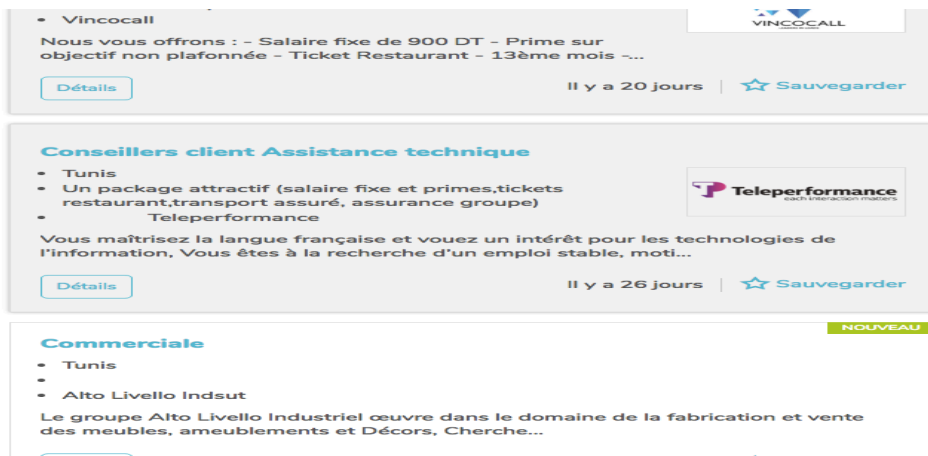 Vincocall
VINCOCALL
Nous vous offrons : - Salaire fixe de 900 DT - Prime sur
objectif non plafonnée - Ticket Restaurant - 13ème mois -...
Détails
Il y a 20 jours
Sauvegarder
Conseillers client Assistance technique
Tunis
Un package attractif (salaire fixe et primes,tickets
restaurant,transport assuré, assurance groupe)
Teleperformance
Teleperformance
each interaction matters
Vous maîtrisez la langue française et vouez un intérêt pour les technologies de
l'information, Vous êtes à la recherche d'un emploi stable, moti...
Détails
Il y a 26 jours
Sauvegarder
NOUVEAU
Commerciale
Tunis
Alto Livello Indsut
Le groupe Alto Livello Industriel œuvre dans le domaine de la fabrication et vente
des meubles, ameublements et Décors, Cherche...